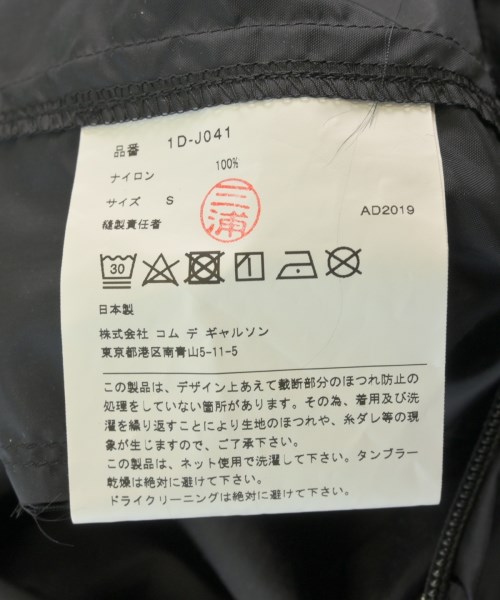 品番 1D-J041
ナイロン 100%
サイズ S
三浦
縫製責任者
AD2019
30
日本製
株式会社 コム デ ギャルソン
東京都港区南青山5-11-5
この製品は、デザイン上あえて裁断部分のほつれ防止の
処理をしていない箇所があります。その為、着用及び洗
濯を繰り返すことにより生地のほつれや、糸ダレ等の現
象が生じますので、ご了承下さい。
この製品は、ネット使用で洗濯して下さい。タンブラー
乾燥は絶対に避けて下さい。
ドライクリーニングは絶対に避けて下さい。